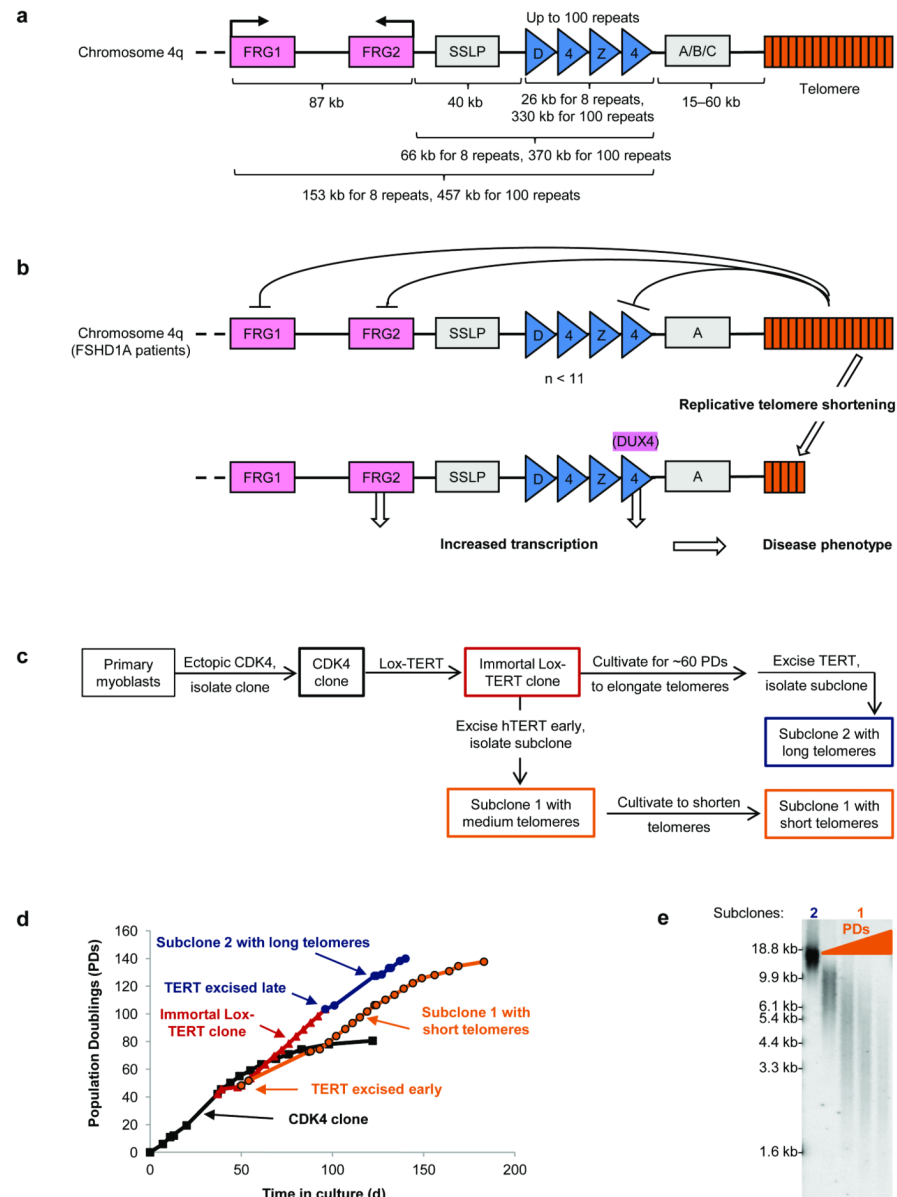 a
Up to 100 repeats
Chromosome 4q
FRG1
FRG2
SSLP
D 4 Z 4
A/B/C
Telomere
87 kb
40 kb
26 kb for 8 repeats,
330 kb for 100 repeats
15–60 kb
66 kb for 8 repeats, 370 kb for 100 repeats
153 kb for 8 repeats, 457 kb for 100 repeats
b
Chromosome 4q
(FSHD1A patients)
FRG1
FRG2
SSLP
D 4 Z 4
A
n < 11
Replicative telomere shortening
(DUX4)
FRG1
FRG2
SSLP
D 4 Z 4
A
Increased transcription
Disease phenotype
c
Primary
myoblasts
Ectopic CDK4,
isolate clone
CDK4
clone
Lox-TERT
Immortal Lox-
TERT clone
Cultivate for ~60 PDs
to elongate telomeres
Excise TERT,
isolate subclone
Subclone 2 with
long telomeres
Excise hTERT early,
isolate subclone
Subclone 1 with
medium telomeres
Cultivate to shorten
telomeres
Subclone 1 with
short telomeres
d
Population Doublings (PDs)
160
140
120
100
80
60
40
20
0
Subclone 2 with long telomeres
TERT excised late
Immortal Lox-
TERT clone
Subclone 1 with
short telomeres
TERT excised early
CDK4 clone
0 50 100 150 200
Time in culture (d)
e
Subclones: 2 1
PDs
18.8 kb
9.9 kb
6.1 kb
5.4 kb
4.4 kb
3.3 kb
1.6 kb